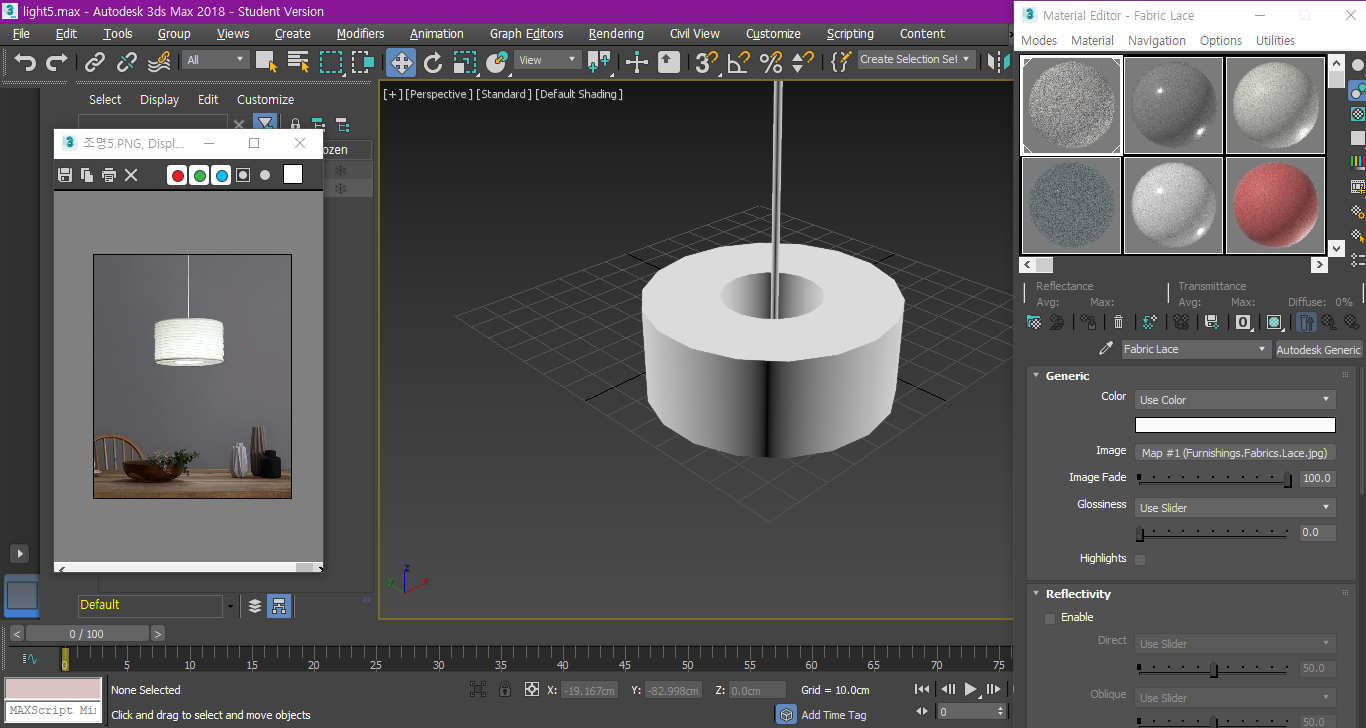 light5.max - Autodesk 3ds Max 2018 - Student Version
File Edit Tools Group Views Create Modifiers Animation Graph Editors Rendering Civil View Customize Scripting Content
All
View
Create Selection Set
Select Display Edit Customize
ozen
조명5.PNG, Displ...
[+] [Perspective ] [Standard ] [Default Shading ]
Default
0 / 100
0 5 10 15 20 25 30 35 40 45 50 55 60 65 70 75
None Selected
X: -19.167cm Y: -82.998cm Z: 0.0cm Grid = 10.0cm
MAXScript Mi
Click and drag to select and move objects
Add Time Tag
0
Material Editor - Fabric Lace
Modes Material Navigation Options Utilities
Reflectance
Avg: Max:
Transmittance
Avg: Max: Diffuse: 0%
Fabric Lace
Autodesk Generic
Generic
Color Use Color
Image Map #1 (Furnishings.Fabrics.Lace.jpg)
Image Fade 100.0
Glossiness Use Slider
0.0
Highlights
Reflectivity
Enable
Direct Use Slider
50.0
Oblique Use Slider
50.0